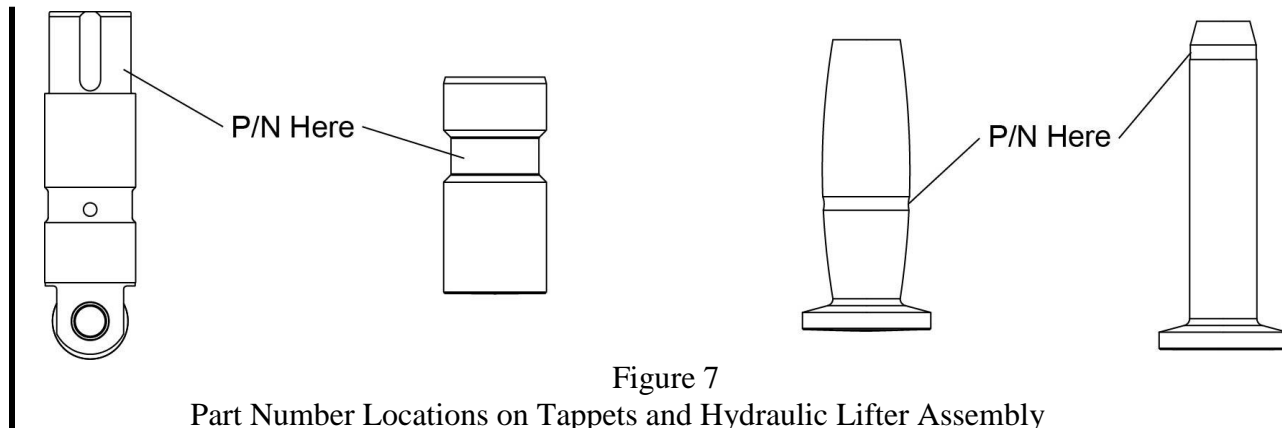 P/N Here
P/N Here
Figure 7
Part Number Locations on Tappets and Hydraulic Lifter Assembly